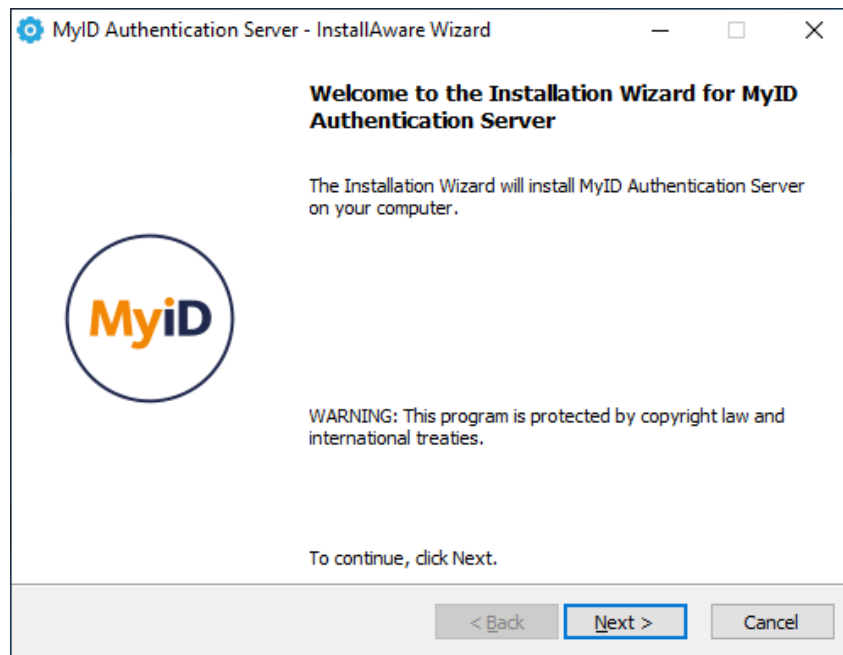 MyID Authentication Server - InstallAware Wizard
Welcome to the Installation Wizard for MyID
Authentication Server
The Installation Wizard will install MyID Authentication Server
on your computer.
MyiD
WARNING: This program is protected by copyright law and
international treaties.
To continue, click Next.
< Back
Next >
Cancel